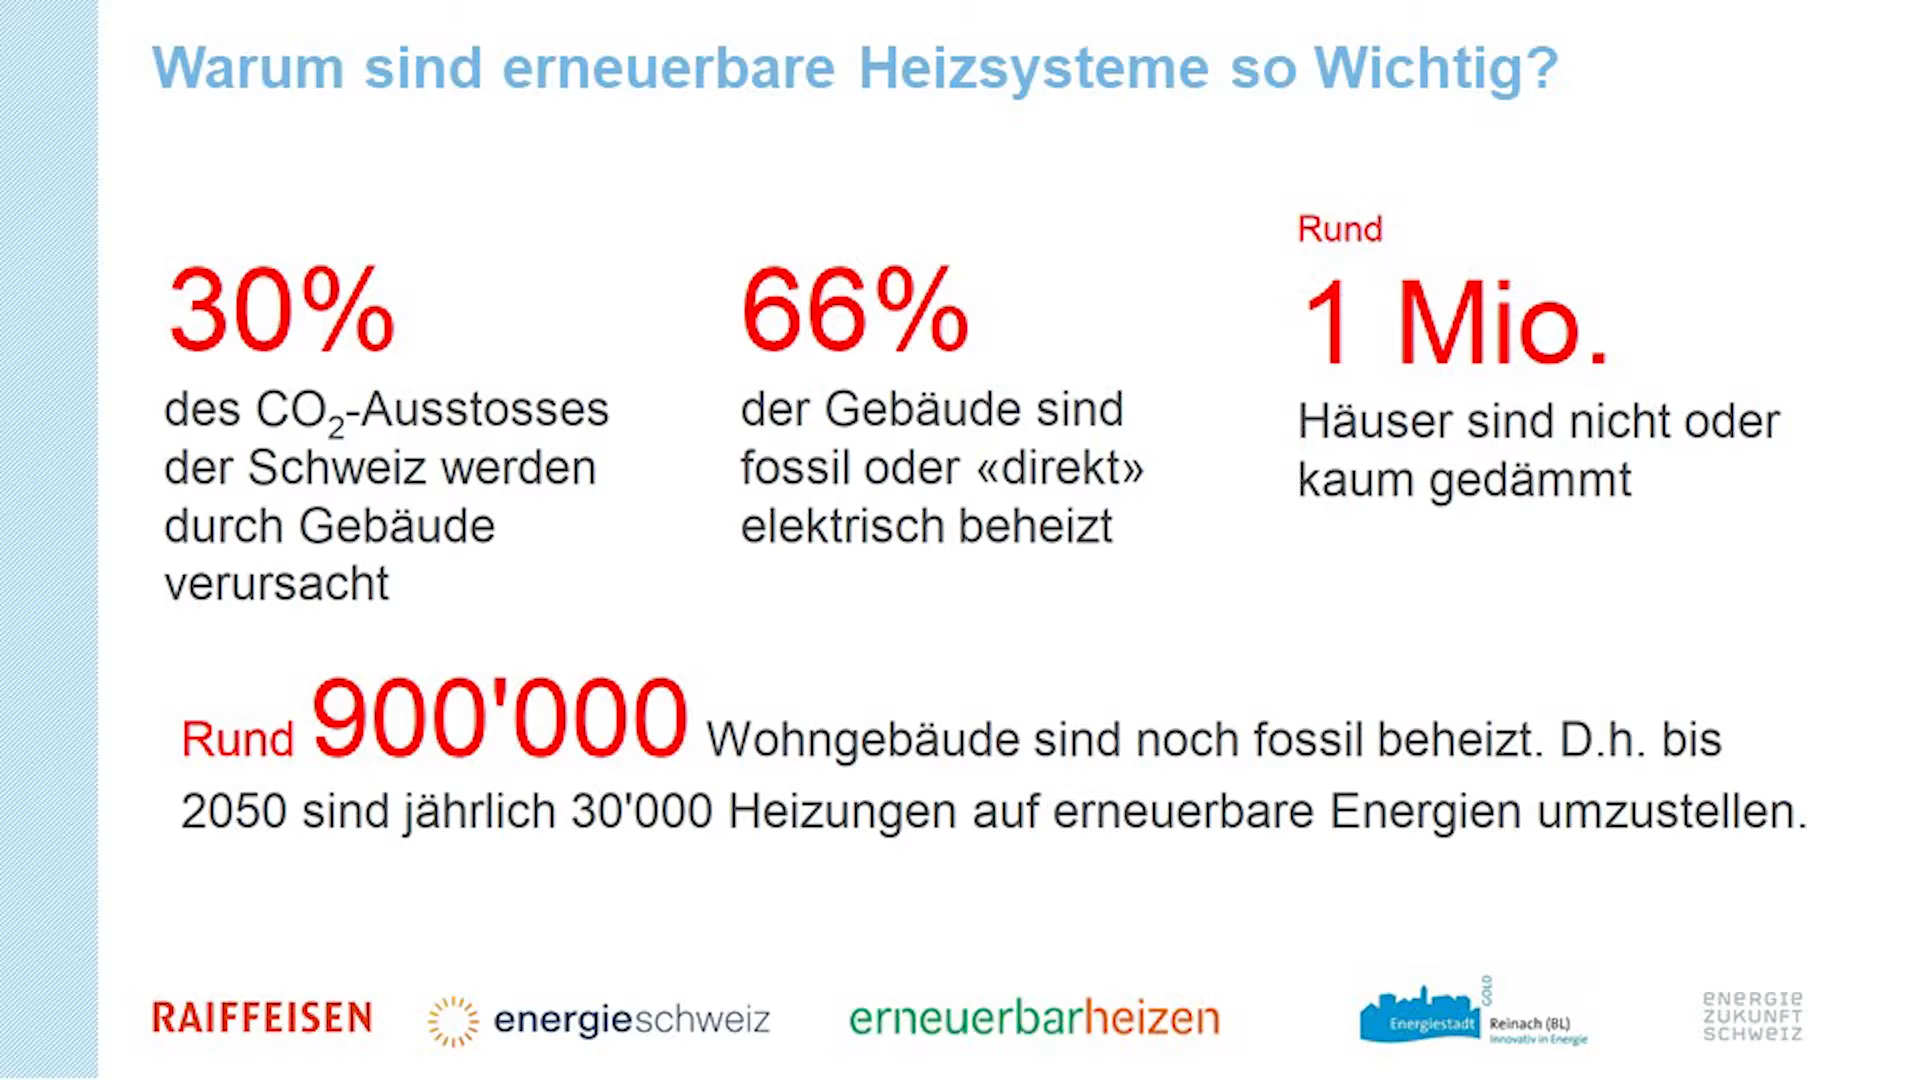 Warum sind erneuerbare Heizsysteme so Wichtig?
30%
des CO₂-Ausstosses
der Schweiz werden
durch Gebäude
verursacht
66%
der Gebäude sind
fossil oder «direkt»
elektrisch beheizt
Rund
1 Mio.
Häuser sind nicht oder
kaum gedämmt
Rund 900'000 Wohngebäude sind noch fossil beheizt. D.h. bis
2050 sind jährlich 30'000 Heizungen auf erneuerbare Energien umzustellen.
RAIFFEISEN
energieschweiz
erneuerbarheizen
Energiestadt
GOLD
Reinach (BL)
Innovativ in Energie
ENERGIE
ZUKUNFT
SCHWEIZ